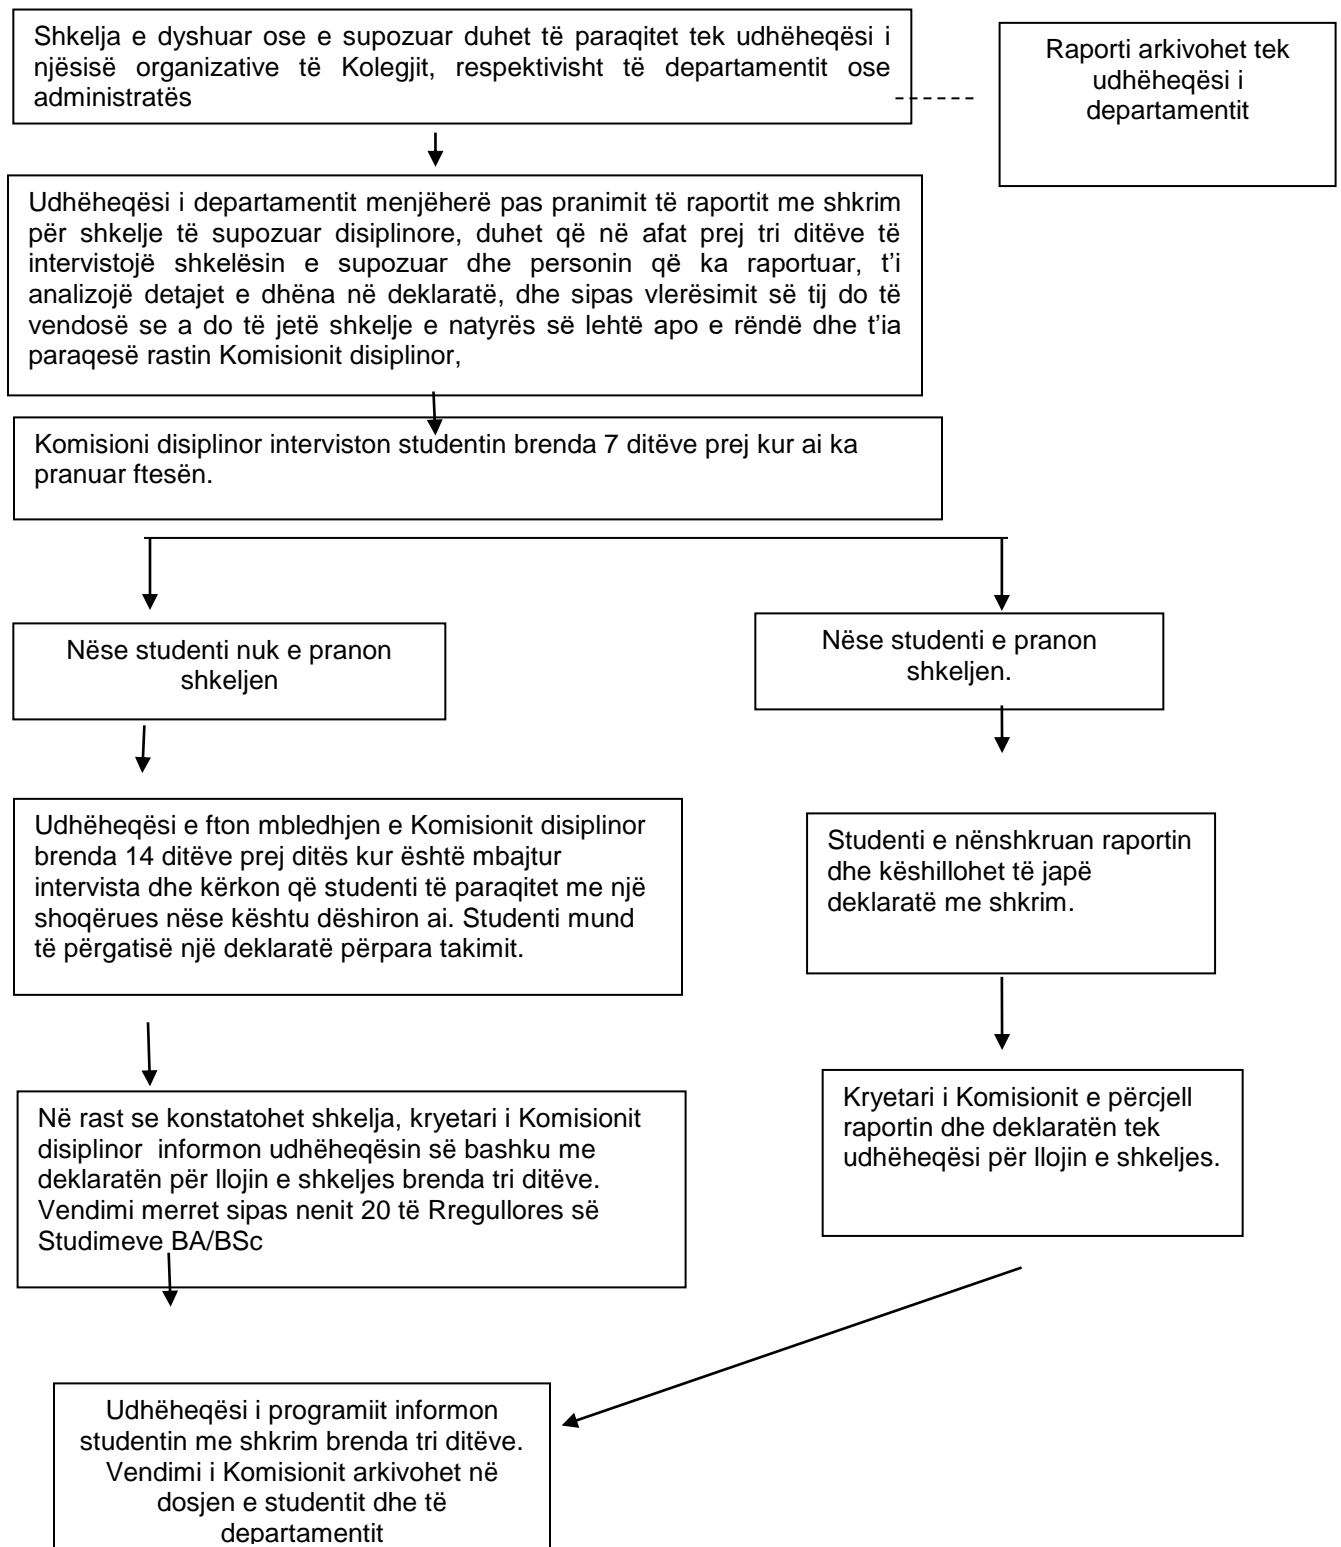 Shkelja e dyshuar ose e supozuar duhet të paraqitet tek udhëheqësi i
njësisë organizative të Kolegjit, respektivisht të departamentit ose
administratës
Raporti arkivohet tek
udhëheqësi i
departamentit
Udhëheqësi i departamentit menjëherë pas pranimit të raportit me shkrim
për shkelje të supozuar disiplinore, duhet që në afat prej tri ditëve të
intervistojë shkelësin e supozuar dhe personin që ka raportuar, t’i
analizojë detajet e dhëna në deklaratë, dhe sipas vlerësimit së tij do të
vendosë se a do të jetë shkelje e natyrës së lehtë apo e rëndë dhe t’ia
paraqesë rastin Komisionit disiplinor,
Komisioni disiplinor interviston studentin brenda 7 ditëve prej kur ai ka
pranuar ftesën.
Nëse studenti nuk e pranon
shkeljen
Nëse studenti e pranon
shkeljen.
Udhëheqësi e fton mbledhjen e Komisionit disiplinor
brenda 14 ditëve prej ditës kur është mbajtur
intervista dhe kërkon që studenti të paraqitet me një
shoqërues nëse kështu dëshiron ai. Studenti mund
të përgatisë një deklaratë përpara takimit.
Studenti e nënshkruan raportin
dhe këshillohet të japë
deklaratë me shkrim.
Në rast se konstatohet shkelja, kryetari i Komisionit
disiplinor  informon udhëheqësin së bashku me
deklaratën për llojin e shkeljes brenda tri ditëve.
Vendimi merret sipas nenit 20 të Rregullores së
Studimeve BA/BSc
Kryetari i Komisionit e përcjell
raportin dhe deklaratën tek
udhëheqësi për llojin e shkeljes.
Udhëheqësi i programiit informon
studentin me shkrim brenda tri ditëve.
Vendimi i Komisionit arkivohet në
dosjen e studentit dhe të
departamentit